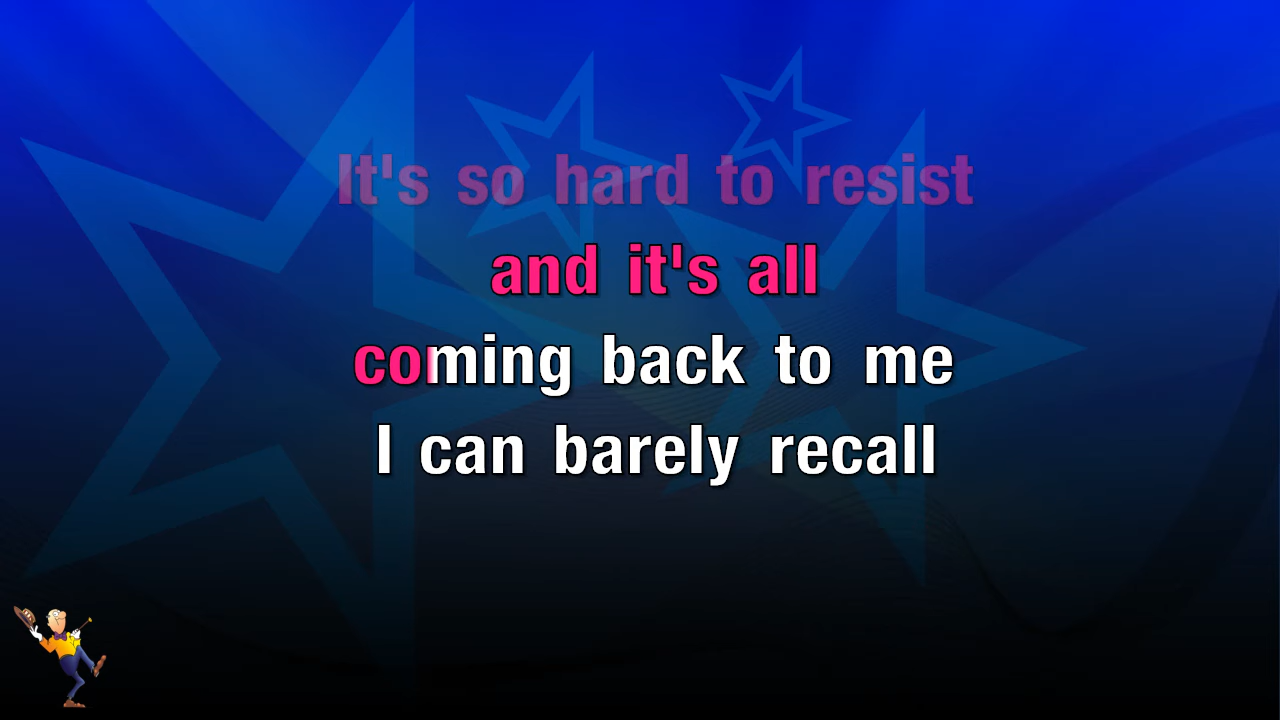 It's so hard to resist
and it's all
coming back to me
I can barely recall